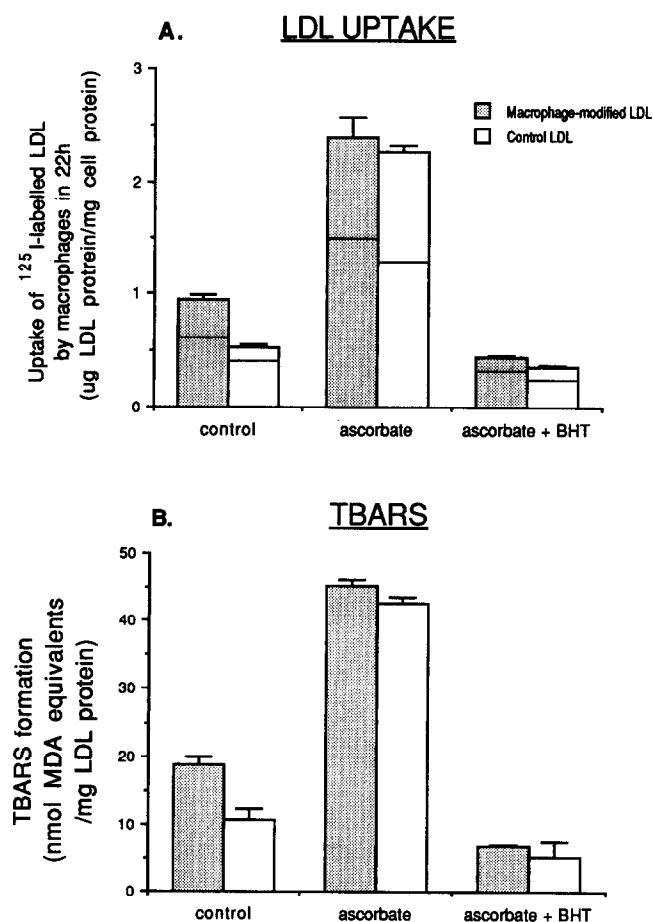 A. LDL UPTAKE
Uptake of 125 I-labelled LDL
by macrophages in 22h
(ug LDL protrein/mg cell protein)
3
2
1
0
Macrophage-modified LDL
Control LDL
control ascorbate ascorbate + BHT
B. TBARS
TBARS formation
(nmol MDA equivalents
/mg LDL protein)
50
40
30
20
10
0
control ascorbate ascorbate + BHT